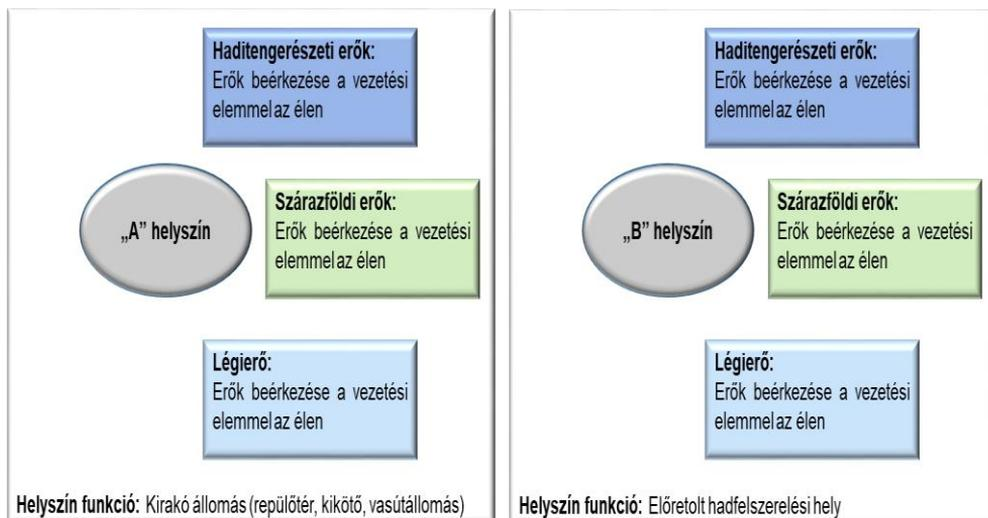 Haditengerészeti erők:
Erők beérkezése a vezetési
elemmel az élen
„A” helyszín
Szárazföldi erők:
Erők beérkezése a vezetési
elemmel az élen
Légierő:
Erők beérkezése a vezetési
elemmel az élen
Helyszín funkció: Kirakó állomás (repülőtér, kikötő, vasútállomás)
Haditengerészeti erők:
Erők beérkezése a vezetési
elemmel az élen
„B” helyszín
Szárazföldi erők:
Erők beérkezése a vezetési
elemmel az élen
Légierő:
Erők beérkezése a vezetési
elemmel az élen
Helyszín funkció: Előretolt hadfelszerelési hely